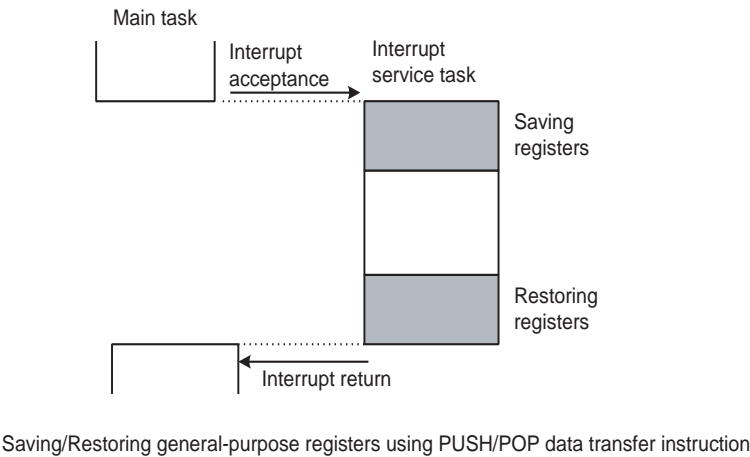 Main task
Interrupt
acceptance
Interrupt
service task
Saving
registers
Restoring
registers
Interrupt return
Saving/Restoring general-purpose registers using PUSH/POP data transfer instruction